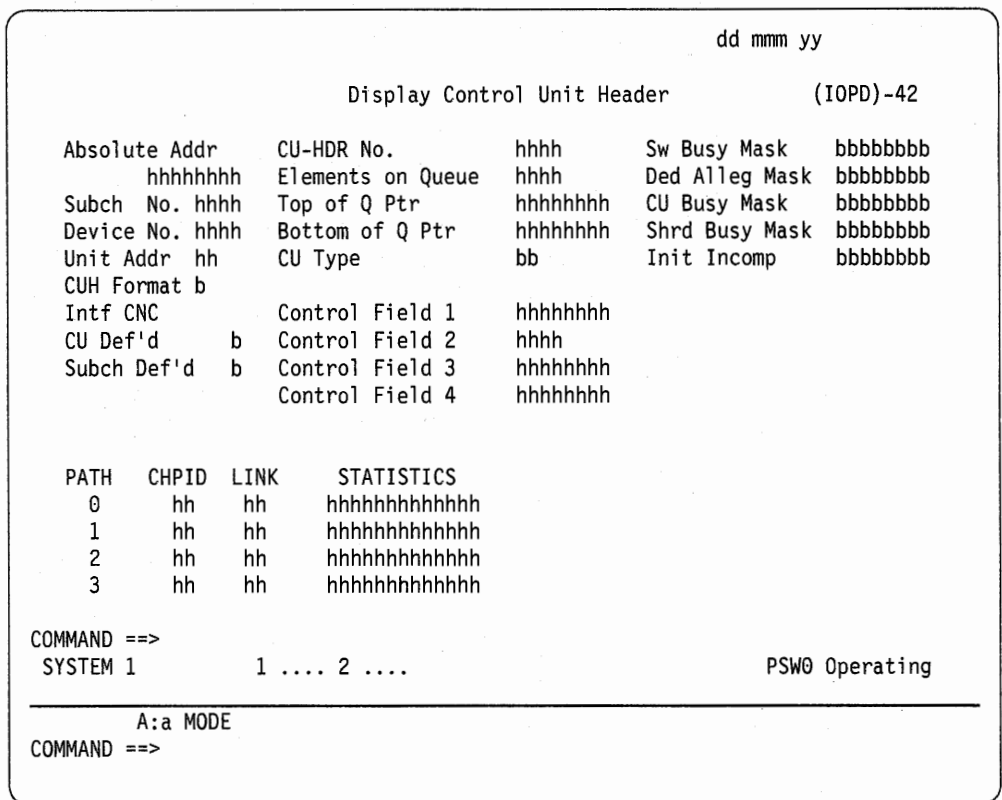 dd mmm yy
Display Control Unit Header (IOPD)-42
Absolute Addr CU-HDR No. hhhh Sw Busy Mask bbbbbbbb
hhhhhhhh Elements on Queue hhhh Ded Alleg Mask bbbbbbbb
Subch No. hhhh Top of Q Ptr hhhhhhhh CU Busy Mask bbbbbbbb
Device No. hhhh Bottom of Q Ptr hhhhhhhh Shrd Busy Mask bbbbbbbb
Unit Addr hh CU Type bb Init Incomp bbbbbbbb
CUH Format b
Intf CNC Control Field 1 hhhhhhhh
CU Def'd b Control Field 2 hhhh
Subch Def'd b Control Field 3 hhhhhhhh
Control Field 4 hhhhhhhh
PATH CHPID LINK STATISTICS
0 hh hh hhhhhhhhhhhhh
1 hh hh hhhhhhhhhhhhh
2 hh hh hhhhhhhhhhhhh
3 hh hh hhhhhhhhhhhhh
COMMAND ==>
SYSTEM 1 1 .... 2 .... PSW0 Operating
A:a MODE
COMMAND ==>